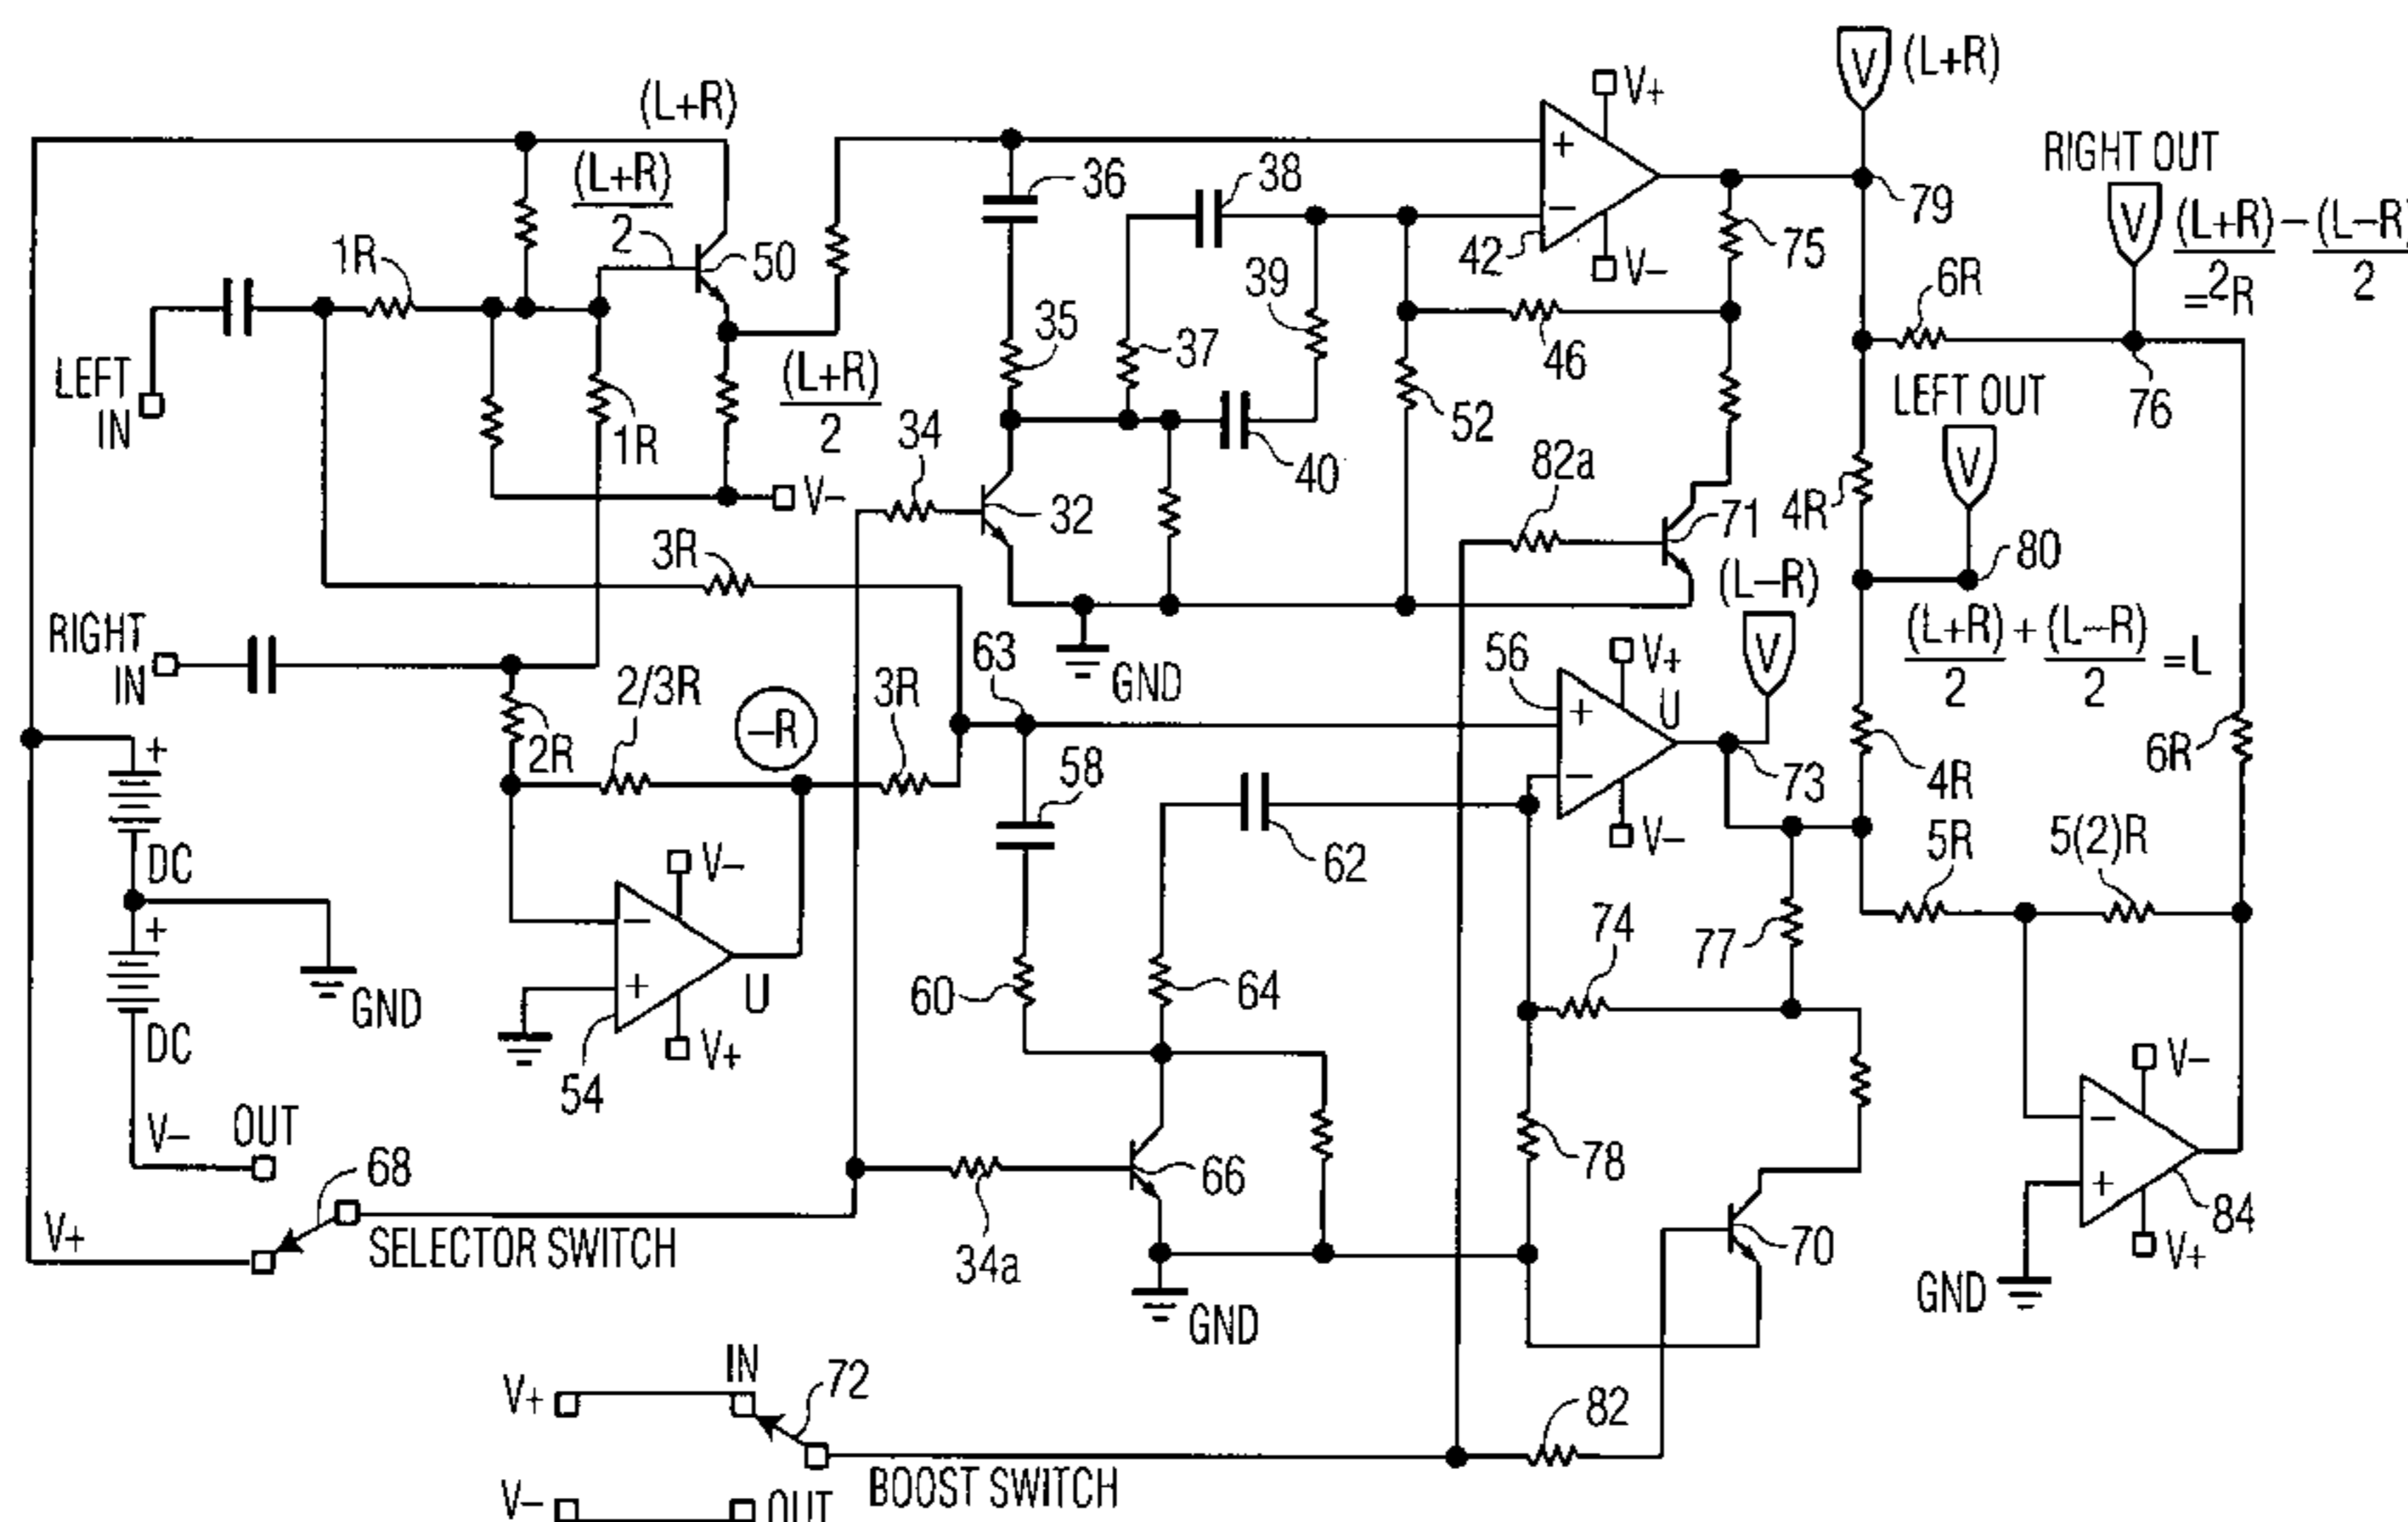 V (L+R)
(L+R)
V+
RIGHT OUT
(L+R)
2
36
38
+
V
(L+R) – (L–R)
2R 2
=
1R
50
79
–
42
V–
75
6R
39
LEFT
IN
35
37
46
LEFT OUT
76
(L+R)
2
34
52
V
1R
40
82a
4R
V–
32
71
3R
(L–R)
80
RIGHT
IN
GND
63
56
V+
V
(L+R) + (L–R) =L
2 2
2/3R
–R
3R
+
U
2R
58
–
73
4R
6R
+
DC
V–
62
V–
5R
5(2)R
+
–
60
64
74
77
GND
+
U
DC
54
V+
V–
V–
OUT
68
66
78
–
+
84
V+
SELECTOR SWITCH
34a
70
V+
GND
GND
IN
72
V+
82
V–
OUT
BOOST SWITCH